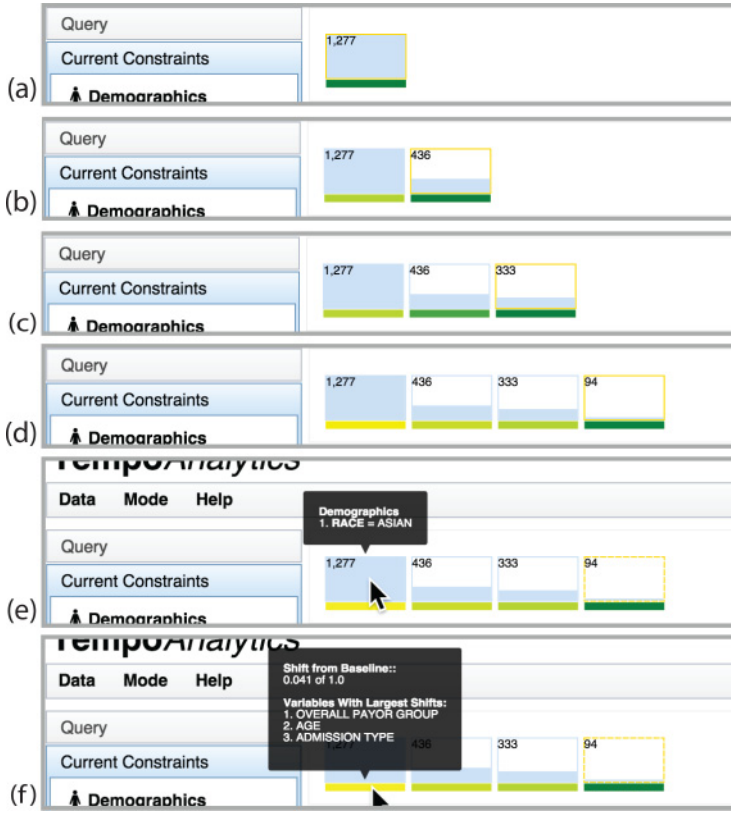 Query
Current Constraints
Demographics
1,277
(a)
Query
Current Constraints
Demographics
1,277 436
(b)
Query
Current Constraints
Demographics
1,277 436 333
(c)
Query
Current Constraints
Demographics
1,277 436 333 94
(d)
TempoAnalytics
Data Mode Help
Demographics
1. RACE = ASIAN
Query
Current Constraints
Demographics
1,277 436 333 94
(e)
TempoAnalytics
Data Mode Help
Shift from Baseline::
0.041 of 1.0
Variables With Largest Shifts:
1. OVERALL PAYOR GROUP
2. AGE
3. ADMISSION TYPE
Query
Current Constraints
Demographics
1,277 436 333 94
(f)